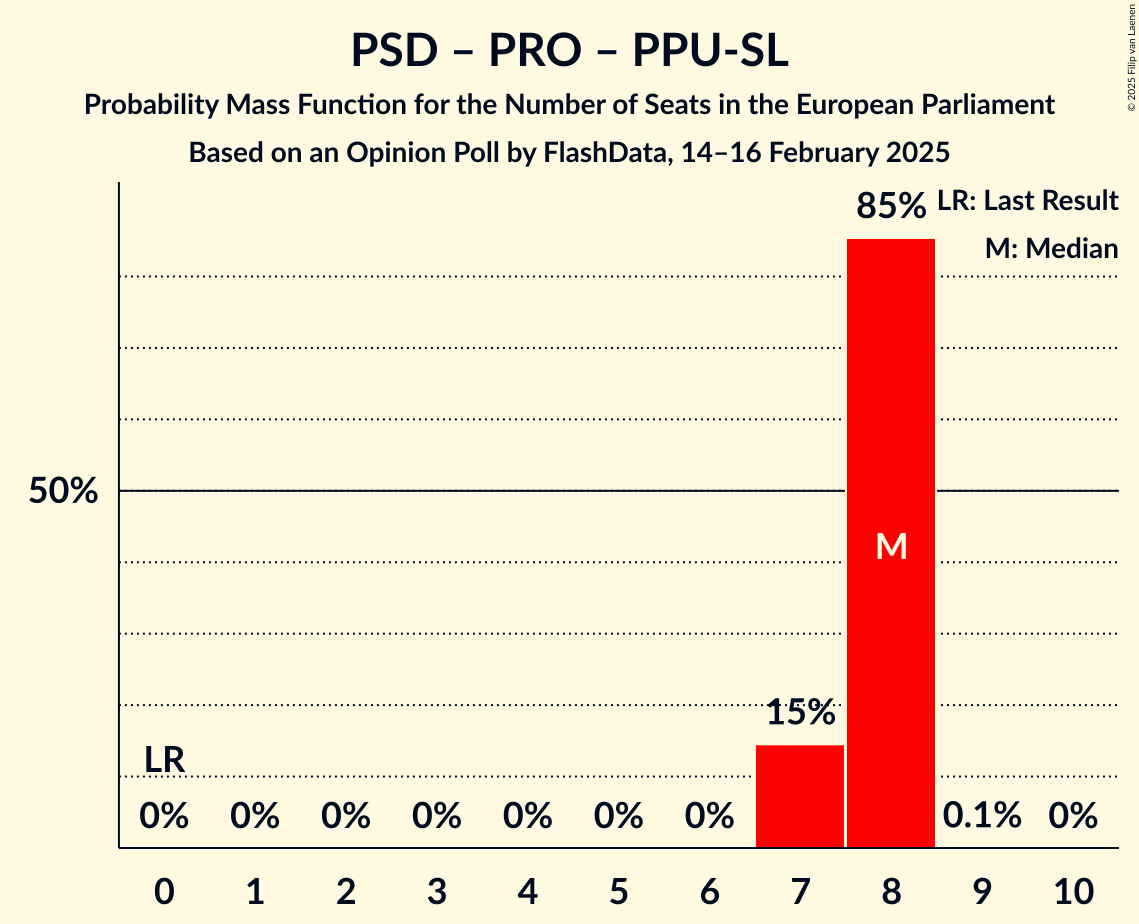 PSD – PRO – PPU-SL
Probability Mass Function for the Number of Seats in the European Parliament
Based on an Opinion Poll by FlashData, 14–16 February 2025
© 2025 Filip van Laenen
LR: Last Result
M: Median
85%
50%
M
15%
LR
0% 0% 0% 0% 0% 0% 0% 0.1% 0%
0 1 2 3 4 5 6 7 8 9 10